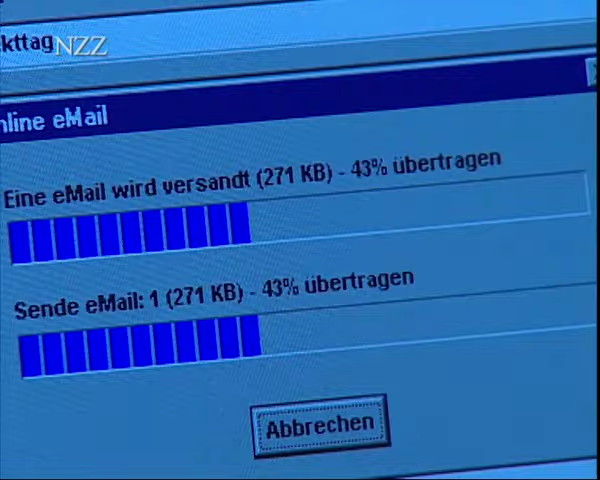 kttag
NZZ
nline eMail
Eine eMail wird versandt (271 KB) - 43% übertragen
Sende eMail: 1 (271 KB) - 43% übertragen
Abbrechen